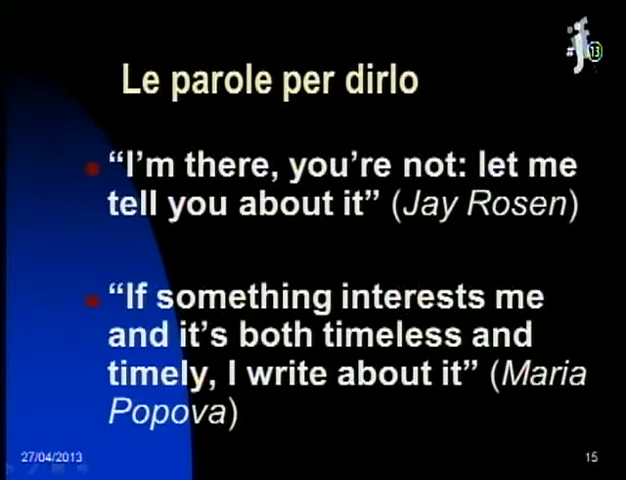 #ijf13
Le parole per dirlo
“I’m there, you’re not: let me
tell you about it” (Jay Rosen)
“If something interests me
and it’s both timeless and
timely, I write about it” (Maria
Popova)
27/04/2013
15